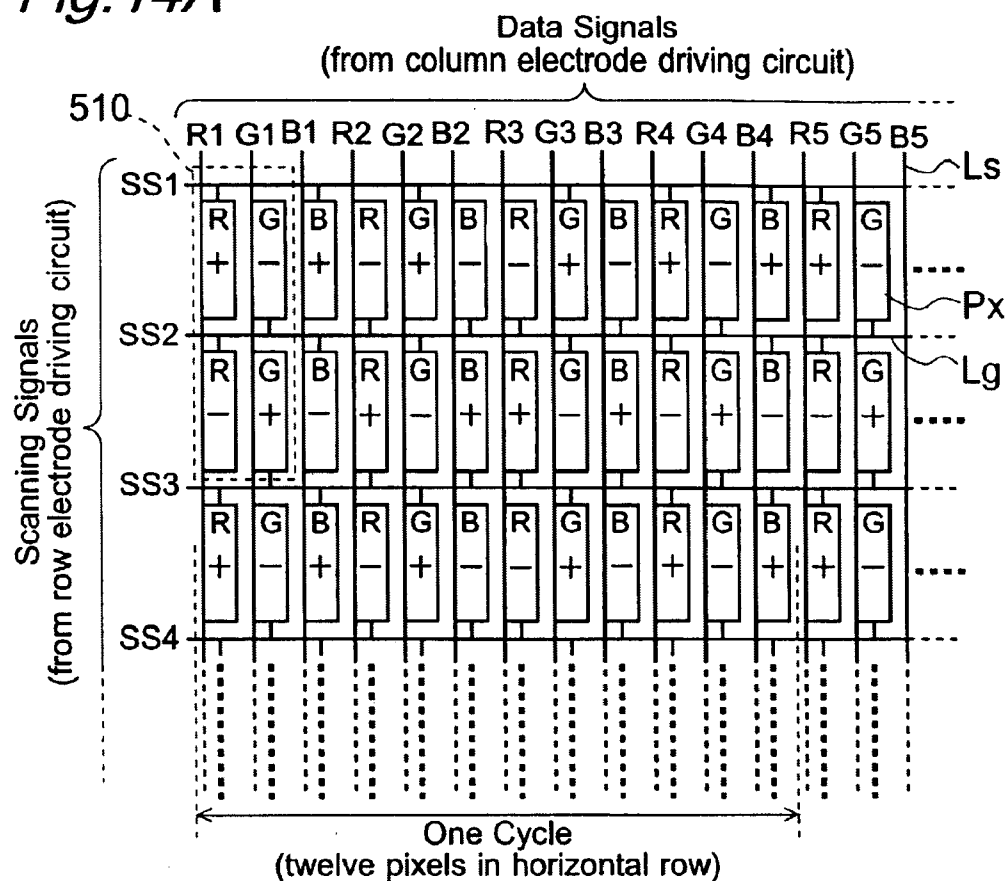 Fig. 14A
Data Signals
(from column electrode driving circuit)
510
R1 G1 B1 R2 G2 B2 R3 G3 B3 R4 G4 B4 R5 G5 B5
Ls
Scanning Signals
(from row electrode driving circuit)
SS1
R G B R G B R G B R G B R G
+ − + − + − − + − + − + + −
Px
SS2
Lg
R G B R G B R G B R G B R G
− + − + − + + − + − + − − +
SS3
R G B R G B R G B R G B R G
+ − + − + − − + − + − + + −
SS4
One Cycle
(twelve pixels in horizontal row)